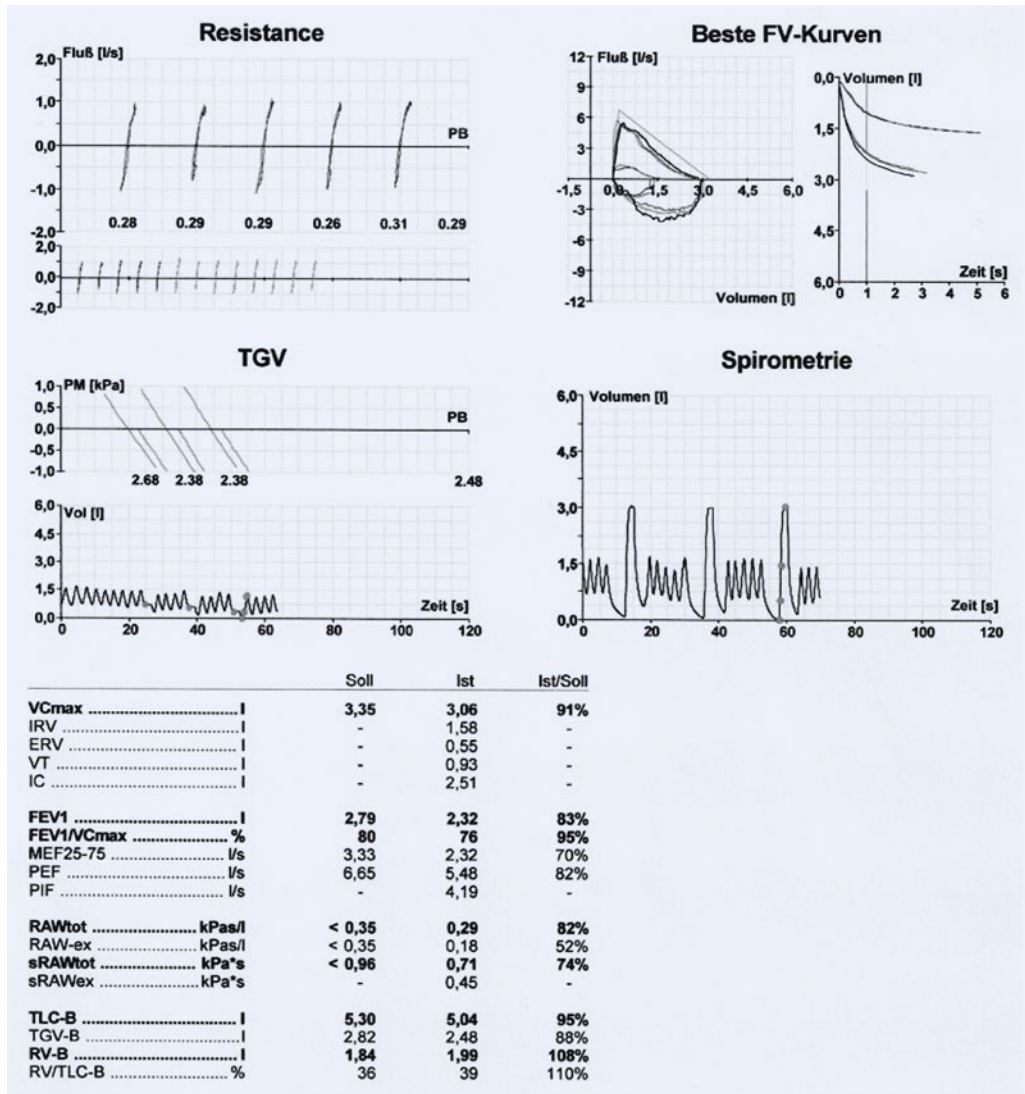 Resistance
Fluß [l/s]
2,0
1,0
0,0
-1,0
-2,0
PB
0.28 0.29 0.29 0.26 0.31 0.29
2,0
0,0
-2,0
Beste FV-Kurven
Fluß [l/s]
12
9
6
3
-1,5 0,0 1,5 3,0 4,5 6,0
-3
-6
-9
-12
Volumen [l]
Volumen [l]
0,0
1,5
3,0
4,5
6,0
Zeit [s]
0 1 2 3 4 5 6
TGV
PM [kPa]
1,0
0,5
0,0
-0,5
-1,0
PB
2.68 2.38 2.38 2.48
Vol [l]
6,0
4,5
3,0
1,5
0,0
Zeit [s]
0 20 40 60 80 100 120
Spirometrie
Volumen [l]
6,0
4,5
3,0
1,5
0,0
Zeit [s]
0 20 40 60 80 100 120
Soll Ist Ist/Soll
VCmax ........................... l 3,35 3,06 91%
IRV ................................ l - 1,58 -
ERV ............................... l - 0,55 -
VT .................................. l - 0,93 -
IC ................................... l - 2,51 -
FEV1 .............................. l 2,79 2,32 83%
FEV1/VCmax ................ % 80 76 95%
MEF25-75 .................... l/s 3,33 2,32 70%
PEF .............................. l/s 6,65 5,48 82%
PIF ............................... l/s - 4,19 -
RAWtot ................. kPas/l < 0,35 0,29 82%
RAW-ex ................. kPas/l < 0,35 0,18 52%
sRAWtot ............... kPa*s < 0,96 0,71 74%
sRAWex ................ kPa*s - 0,45 -
TLC-B ............................ l 5,30 5,04 95%
TGV-B ............................ l 2,82 2,48 88%
RV-B .............................. l 1,84 1,99 108%
RV/TLC-B .................... % 36 39 110%